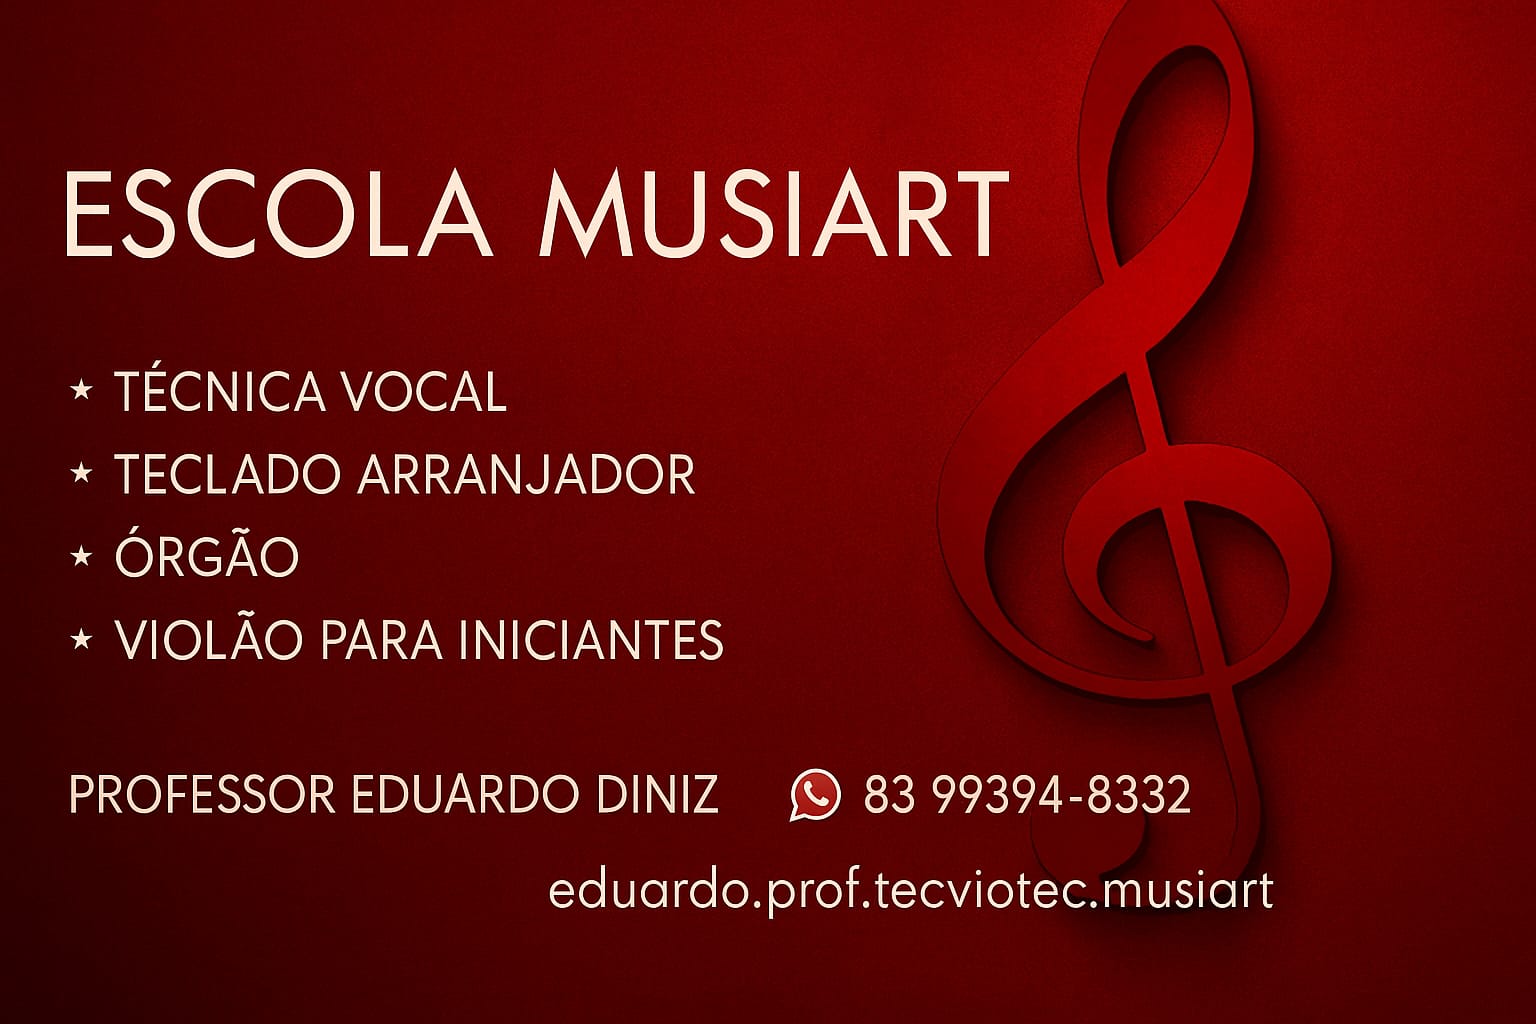 ESCOLA MUSIART
★ TÉCNICA VOCAL
★ TECLADO ARRANJADOR
★ ÓRGÃO
★ VIOLÃO PARA INICIANTES
PROFESSOR EDUARDO DINIZ 83 99394-8332
eduardo.prof.tecviotec.musiart